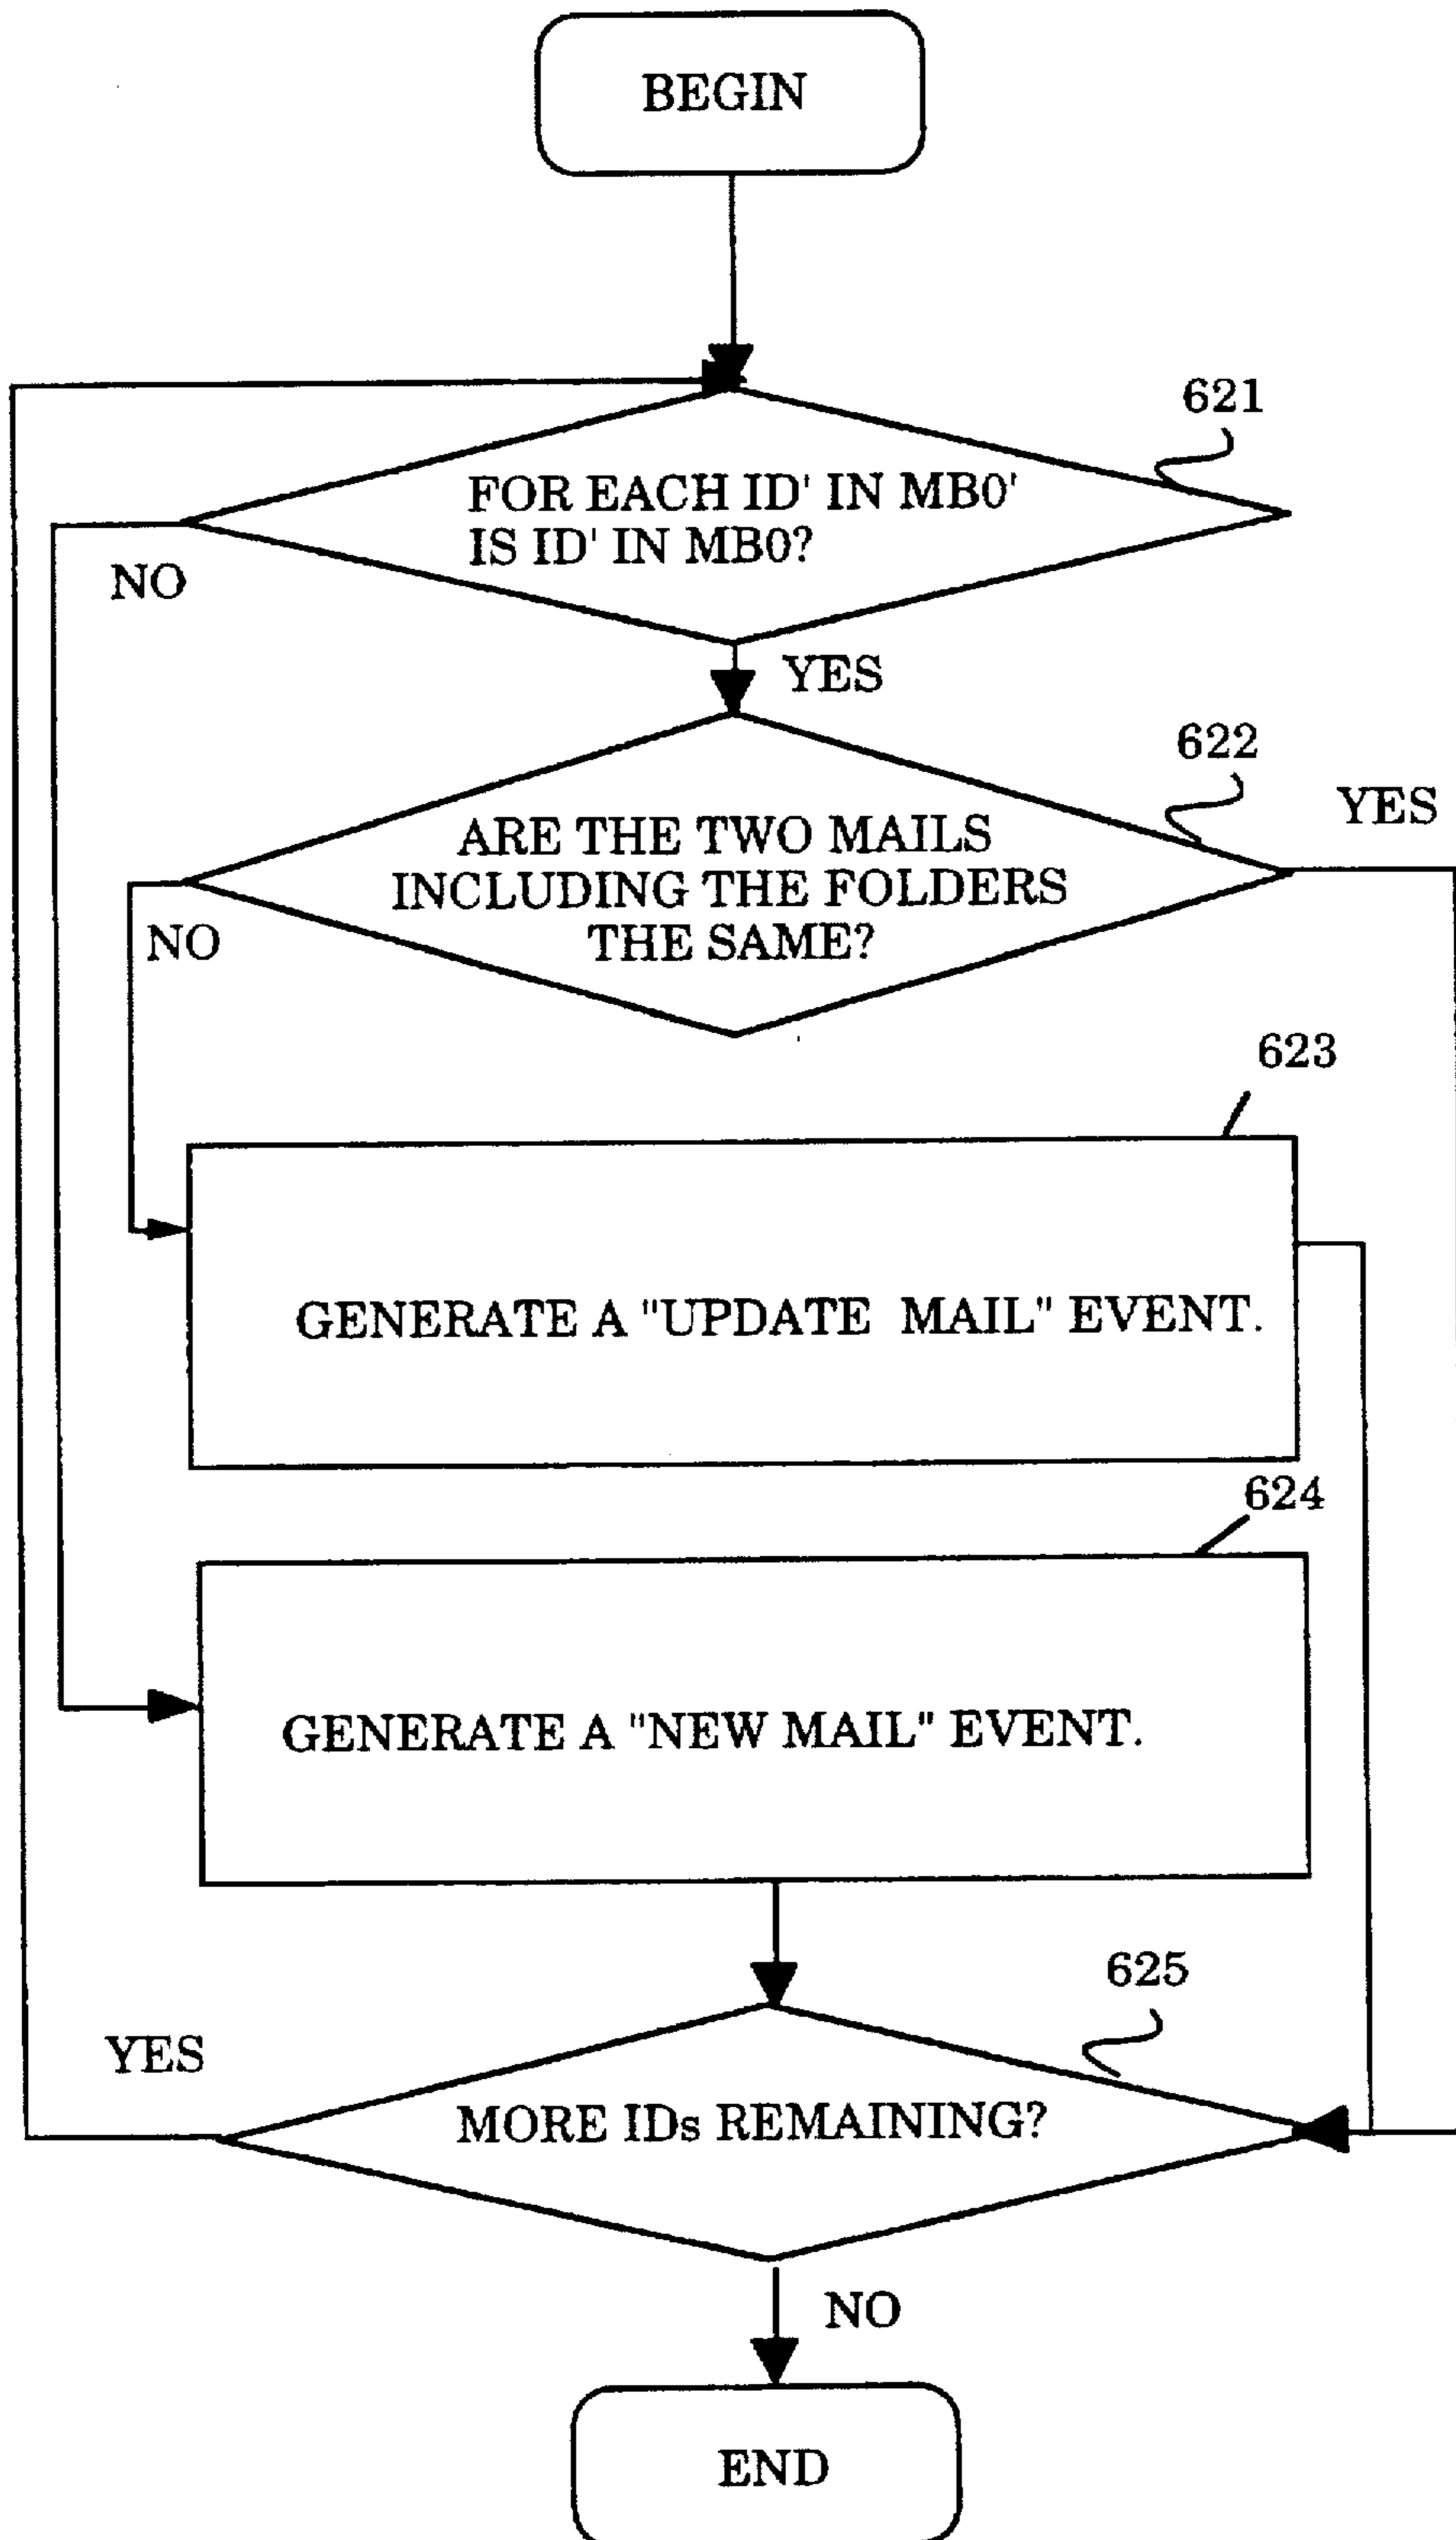 BEGIN
621
FOR EACH ID' IN MB0'
IS ID' IN MB0?
NO
YES
622
YES
ARE THE TWO MAILS
INCLUDING THE FOLDERS
THE SAME?
NO
623
GENERATE A "UPDATE MAIL" EVENT.
624
GENERATE A "NEW MAIL" EVENT.
625
YES
MORE IDs REMAINING?
NO
END